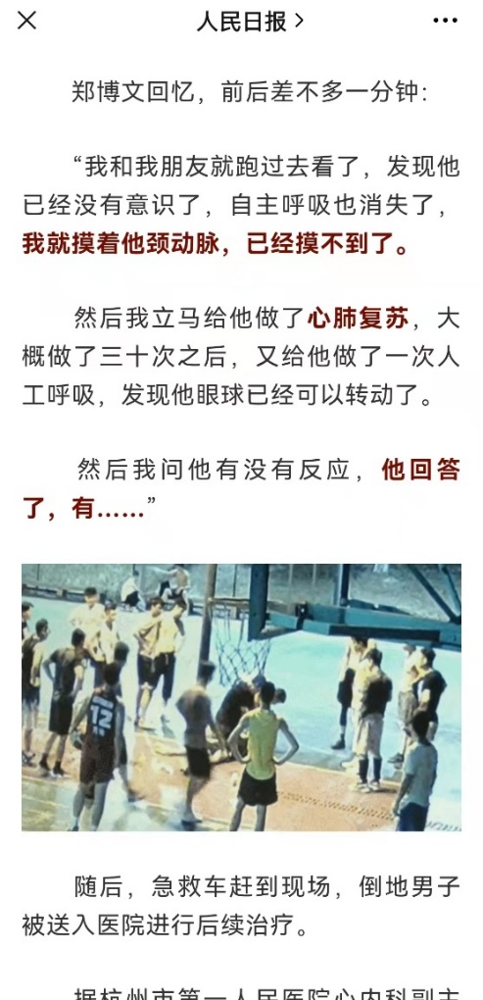 人民日报
郑博文回忆，前后差不多一分钟：
“我和我朋友就跑过去看了，发现他
已经没有意识了，自主呼吸也消失了，
我就摸着他颈动脉，已经摸不到了。
然后我立马给他做了心肺复苏，大
概做了三十次之后，又给他做了一次人
工呼吸，发现他眼球已经可以转动了。
然后我问他有没有反应，他回答
了，有……”
12
随后，急救车赶到现场，倒地男子
被送入医院进行后续治疗。
据杭州市第一人民医院心内科副主